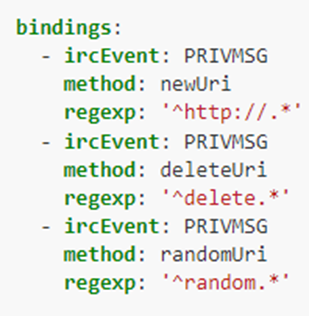 bindings:
  - ircEvent: PRIVMSG
    method: newUri
    regexp: '^http://.*'
  - ircEvent: PRIVMSG
    method: deleteUri
    regexp: '^delete.*'
  - ircEvent: PRIVMSG
    method: randomUri
    regexp: '^random.*'